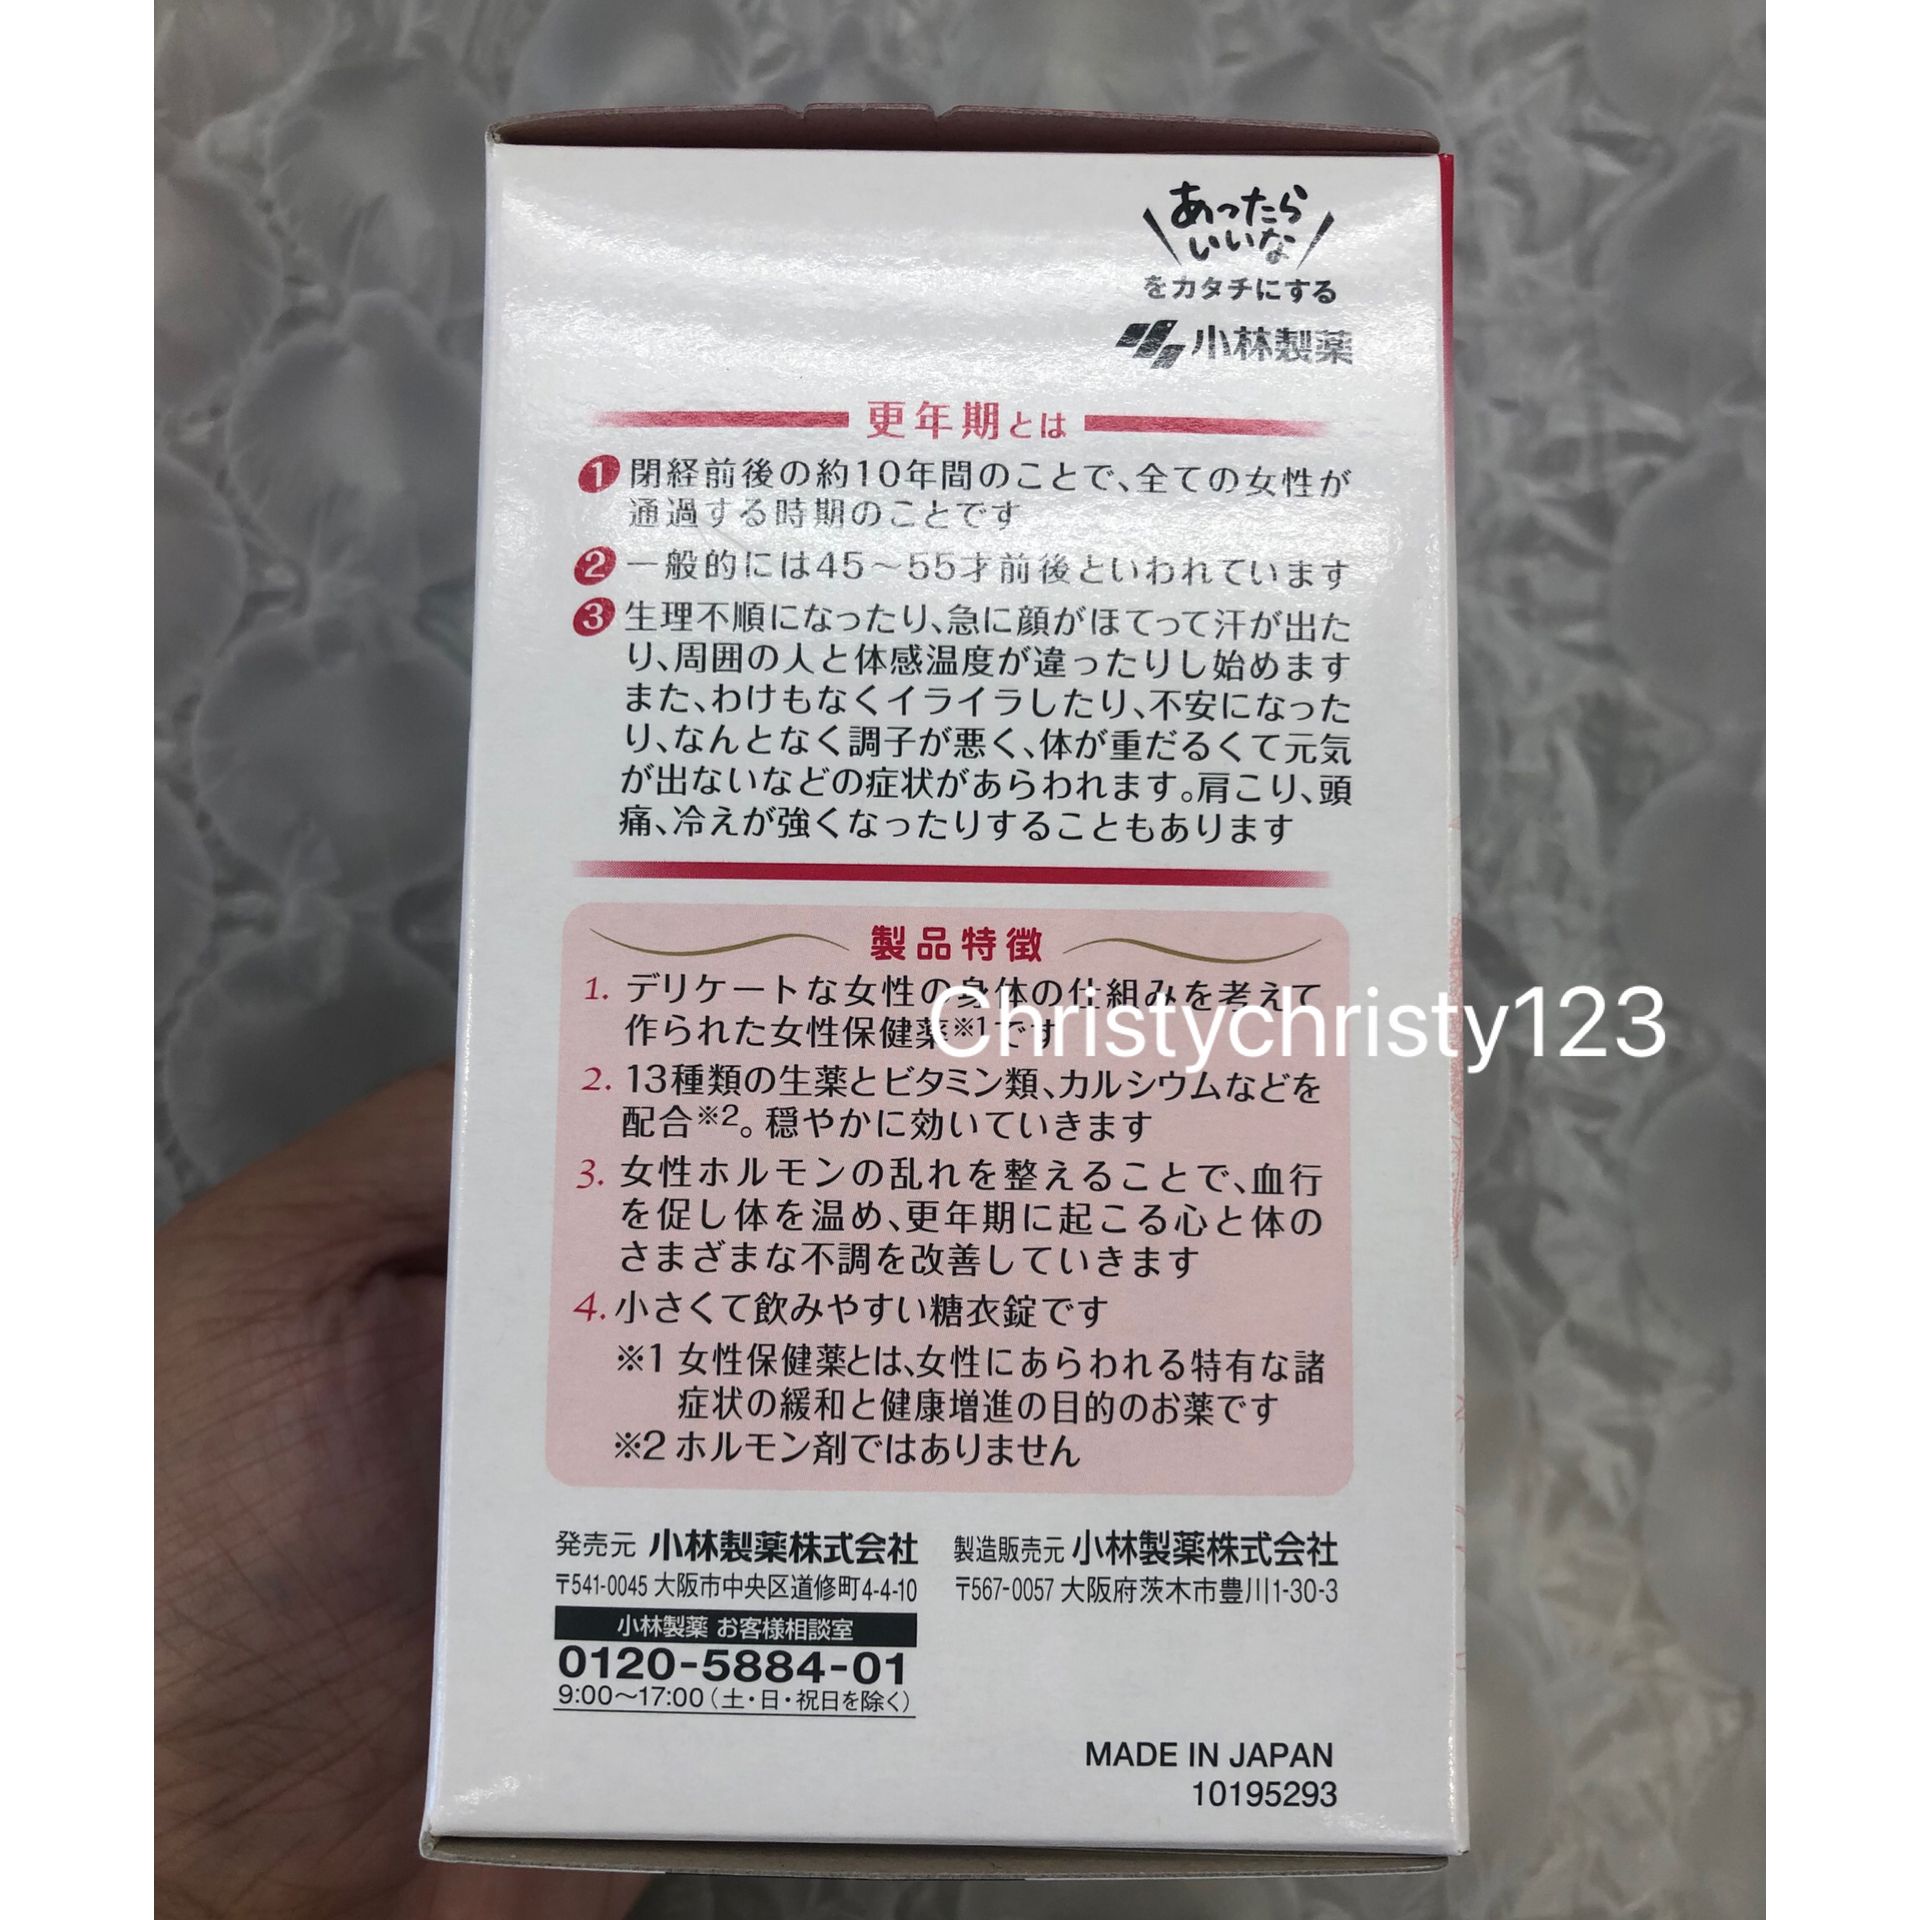 あったら
いいな
をカタチにする
小林製薬
更年期とは
1 閉経前後の約10年間のことで、全ての女性が
通過する時期のことです
2 一般的には45～55才前後といわれています
3 生理不順になったり、急に顔がほてって汗が出た
り、周囲の人と体感温度が違ったりし始めます
また、わけもなくイライラしたり、不安になった
り、なんとなく調子が悪く、体が重だるくて元気
が出ないなどの症状があらわれます。肩こり、頭
痛、冷えが強くなったりすることもあります
製品特徴
1. デリケートな女性の身体の仕組みを考えて
作られた女性保健薬※1です
Christychristy123
2. 13種類の生薬とビタミン類、カルシウムなどを
配合※2。穏やかに効いていきます
3. 女性ホルモンの乱れを整えることで、血行
を促し体を温め、更年期に起こる心と体の
さまざまな不調を改善していきます
4. 小さくて飲みやすい糖衣錠です
※1 女性保健薬とは、女性にあらわれる特有な諸
症状の緩和と健康増進の目的のお薬です
※2 ホルモン剤ではありません
発売元 小林製薬株式会社
〒541-0045 大阪市中央区道修町4-4-10
小林製薬 お客様相談室
0120-5884-01
9:00～17:00（土・日・祝日を除く）
製造販売元 小林製薬株式会社
〒567-0057 大阪府茨木市豊川1-30-3
MADE IN JAPAN
10195293